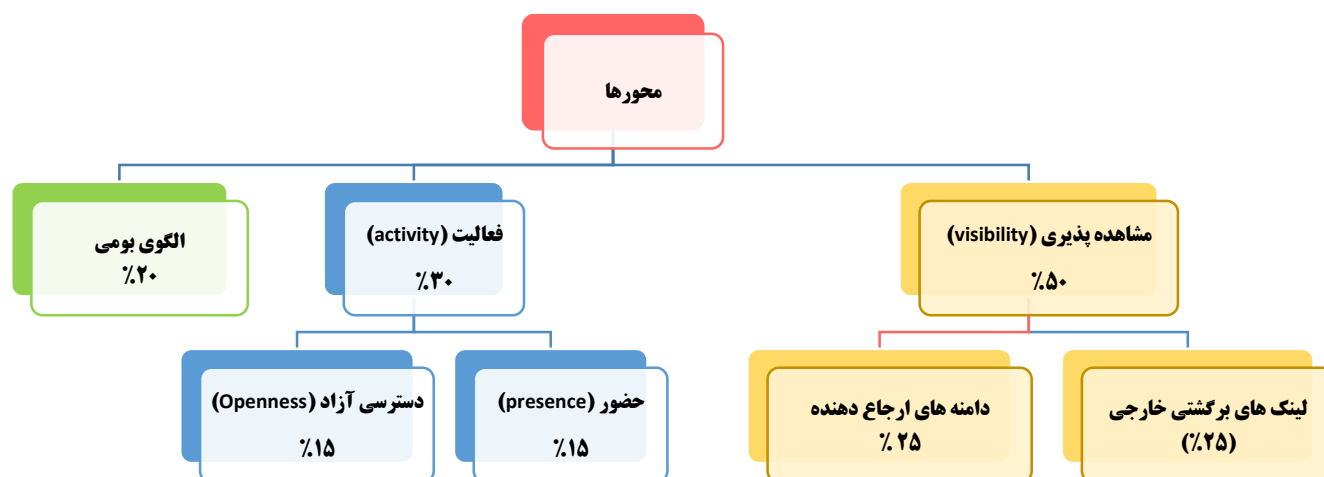 محورها
مشاهده پذیری (visibility)
٪۵۰
فعالیت (activity)
٪۳۰
الگوی بومی
٪۲۰
لینک های برگشتی خارجی
(٪۲۵)
دامنه های ارجاع دهنده
۲۵ ٪
حضور (presence)
٪۱۵
دسترسی آزاد (Openness)
٪۱۵